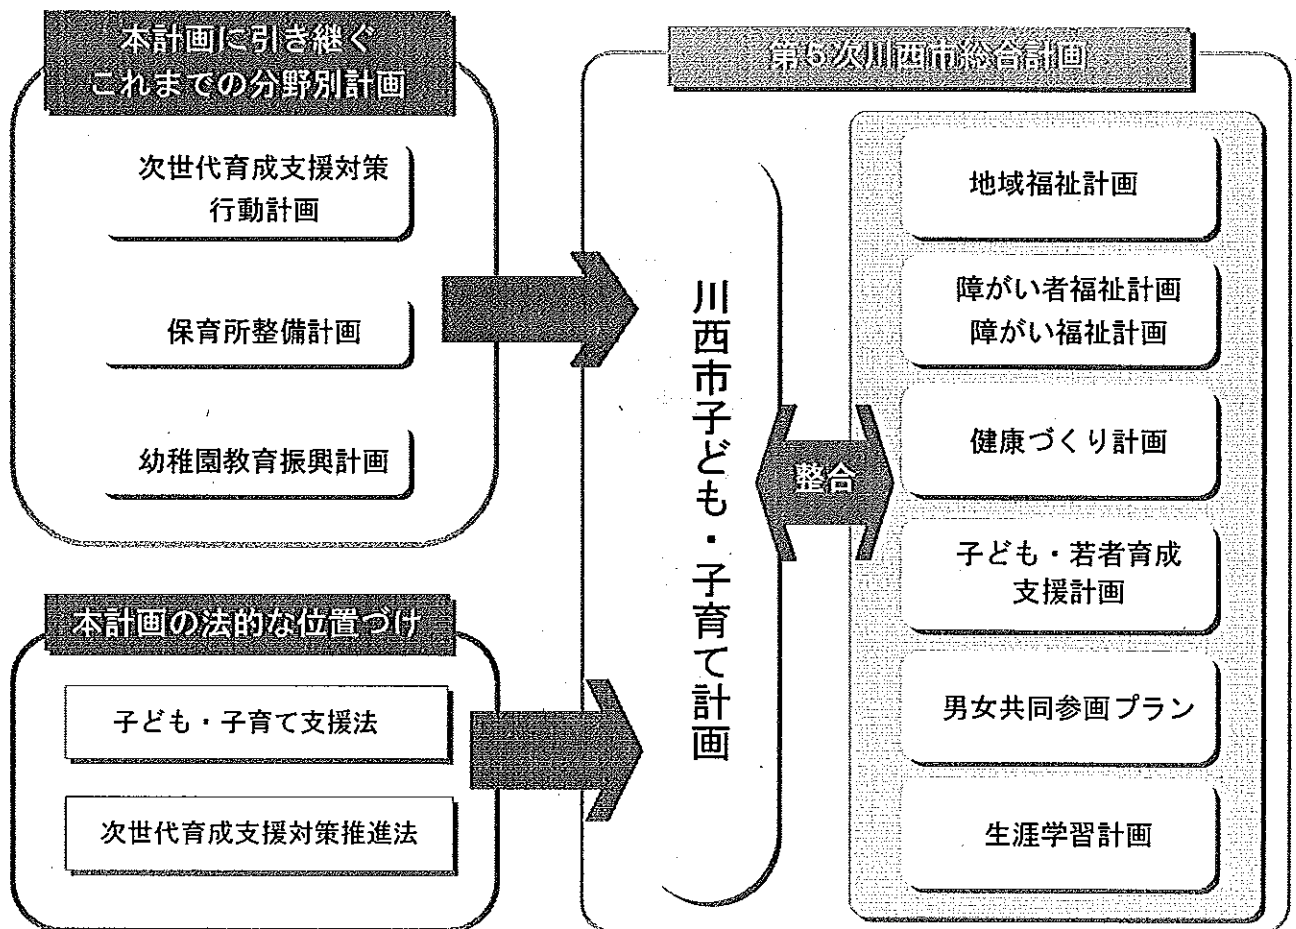 本計画に引き継ぐ
これまでの分野別計画
次世代育成支援対策
行動計画
保育所整備計画
幼稚園教育振興計画
本計画の法的な位置づけ
子ども・子育て支援法
次世代育成支援対策推進法
第5次川西市総合計画
川西市子ども・子育て計画
整合
地域福祉計画
障がい者福祉計画
障がい福祉計画
健康づくり計画
子ども・若者育成
支援計画
男女共同参画プラン
生涯学習計画